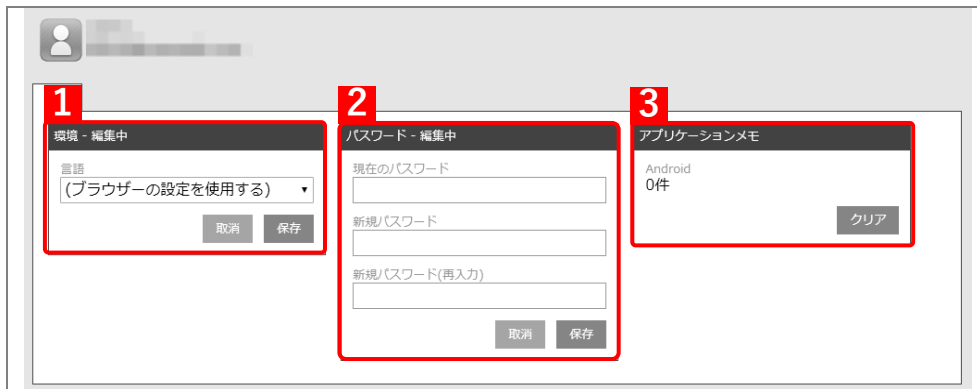 1
環境 - 編集中
言語
(ブラウザーの設定を使用する)
取消 保存
2
パスワード - 編集中
現在のパスワード
新規パスワード
新規パスワード(再入力)
取消 保存
3
アプリケーションメモ
Android
0件
クリア